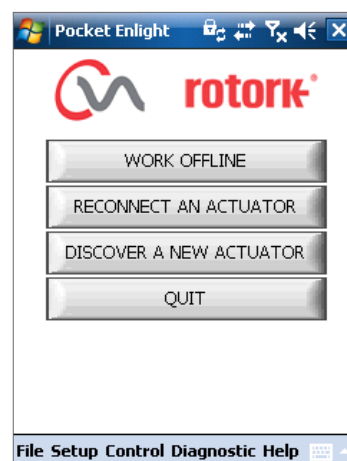 Pocket Enlight
rotork
WORK OFFLINE
RECONNECT AN ACTUATOR
DISCOVER A NEW ACTUATOR
QUIT
File Setup Control Diagnostic Help